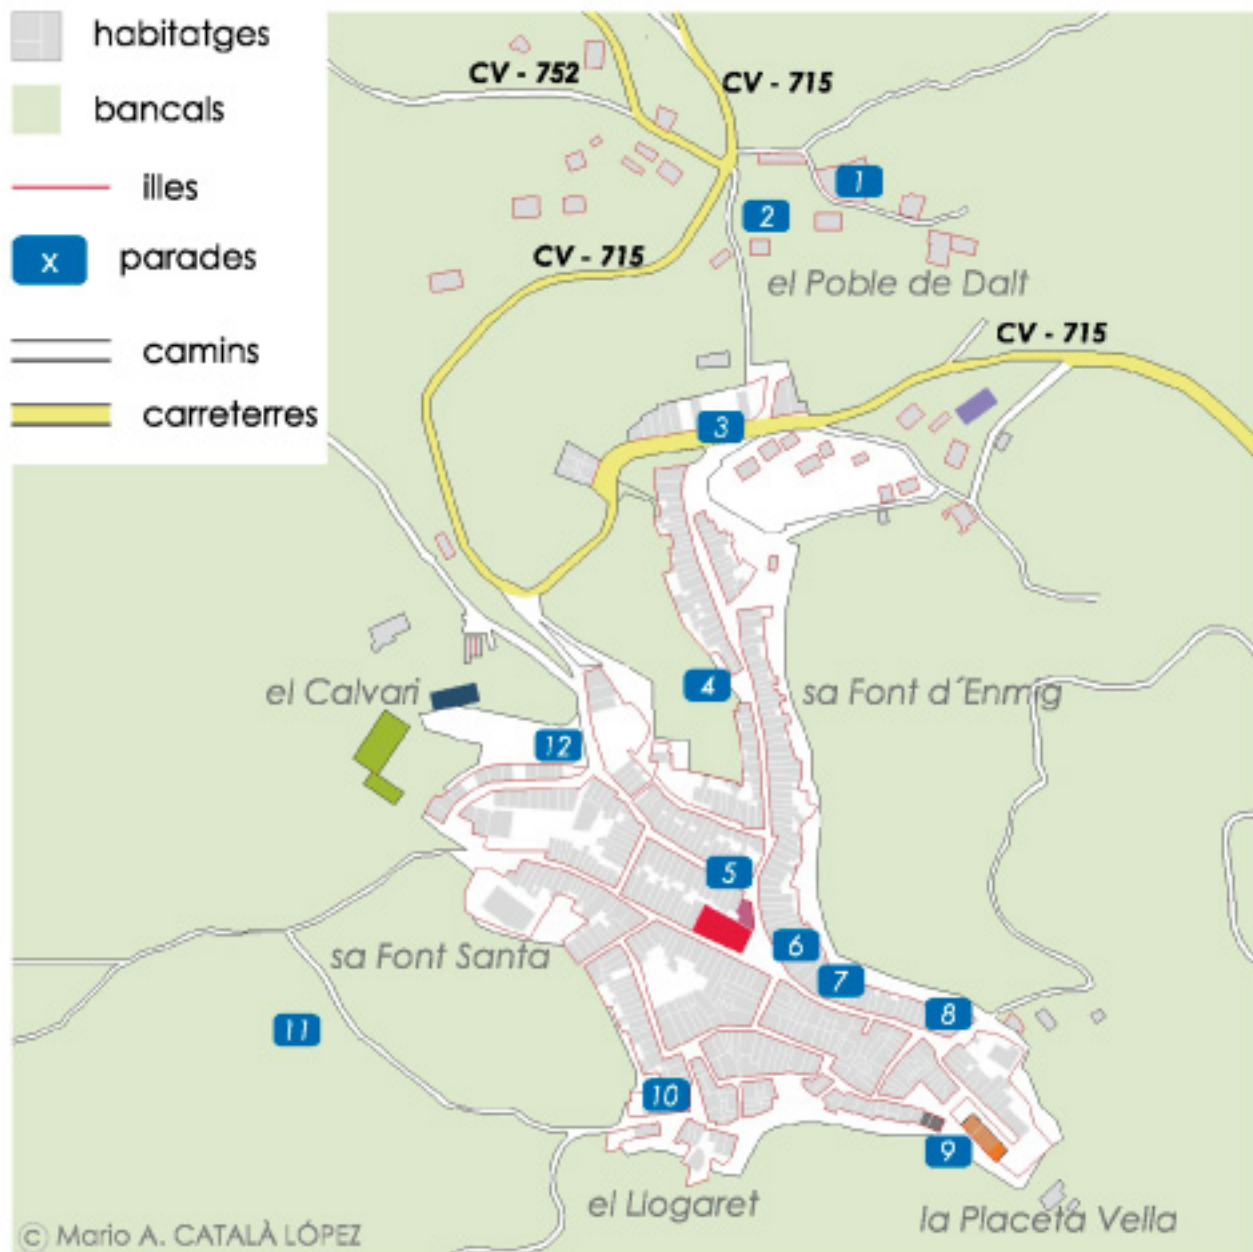 habitatges
bancals
illes
x parades
camins
carreterres
CV - 752
CV - 715
1
2
CV - 715
el Poble de Dalt
CV - 715
3
4
sa Font d´Enmig
el Calvari
12
5
6
sa Font Santa
7
8
11
10
9
el Llogaret
la Placeta Vella
© Mario A. CATALÀ LÓPEZ